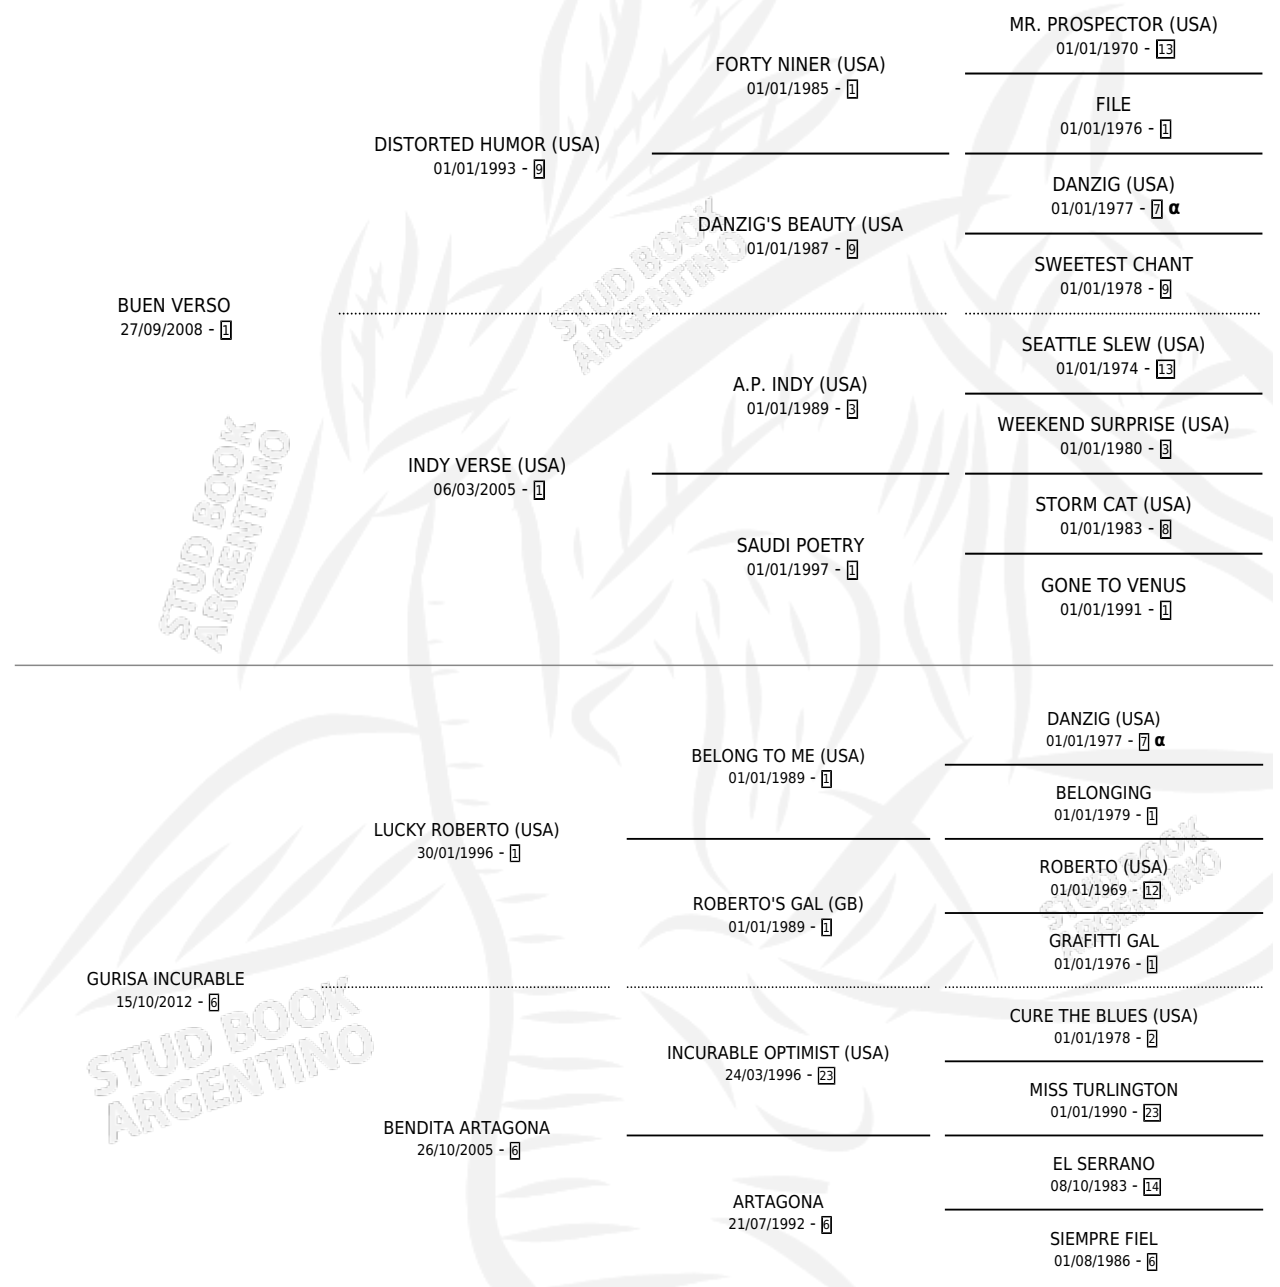 MR. PROSPECTOR (USA)
01/01/1970 - 13
FORTY NINER (USA)
01/01/1985 - 1
FILE
01/01/1976 - 1
DISTORTED HUMOR (USA)
01/01/1993 - 9
DANZIG (USA)
01/01/1977 - 7 α
DANZIG'S BEAUTY (USA
01/01/1987 - 9
SWEETEST CHANT
01/01/1978 - 9
BUEN VERSO
27/09/2008 - 1
SEATTLE SLEW (USA)
01/01/1974 - 13
A.P. INDY (USA)
01/01/1989 - 3
WEEKEND SURPRISE (USA)
01/01/1980 - 3
INDY VERSE (USA)
06/03/2005 - 1
STORM CAT (USA)
01/01/1983 - 8
SAUDI POETRY
01/01/1997 - 1
GONE TO VENUS
01/01/1991 - 1
STUD BOOK
ARGENTINO
STUD BOOK
ARGENTINO
DANZIG (USA)
01/01/1977 - 7 α
BELONG TO ME (USA)
01/01/1989 - 1
BELONGING
01/01/1979 - 1
LUCKY ROBERTO (USA)
30/01/1996 - 1
ROBERTO (USA)
01/01/1969 - 12
ROBERTO'S GAL (GB)
01/01/1989 - 1
GRAFITTI GAL
01/01/1976 - 1
GURISA INCURABLE
15/10/2012 - 6
CURE THE BLUES (USA)
01/01/1978 - 2
INCURABLE OPTIMIST (USA)
24/03/1996 - 23
MISS TURLINGTON
01/01/1990 - 23
BENDITA ARTAGONA
26/10/2005 - 6
EL SERRANO
08/10/1983 - 14
ARTAGONA
21/07/1992 - 6
SIEMPRE FIEL
01/08/1986 - 6
STUD BOOK
ARGENTINO
STUD BOOK
ARGENTINO